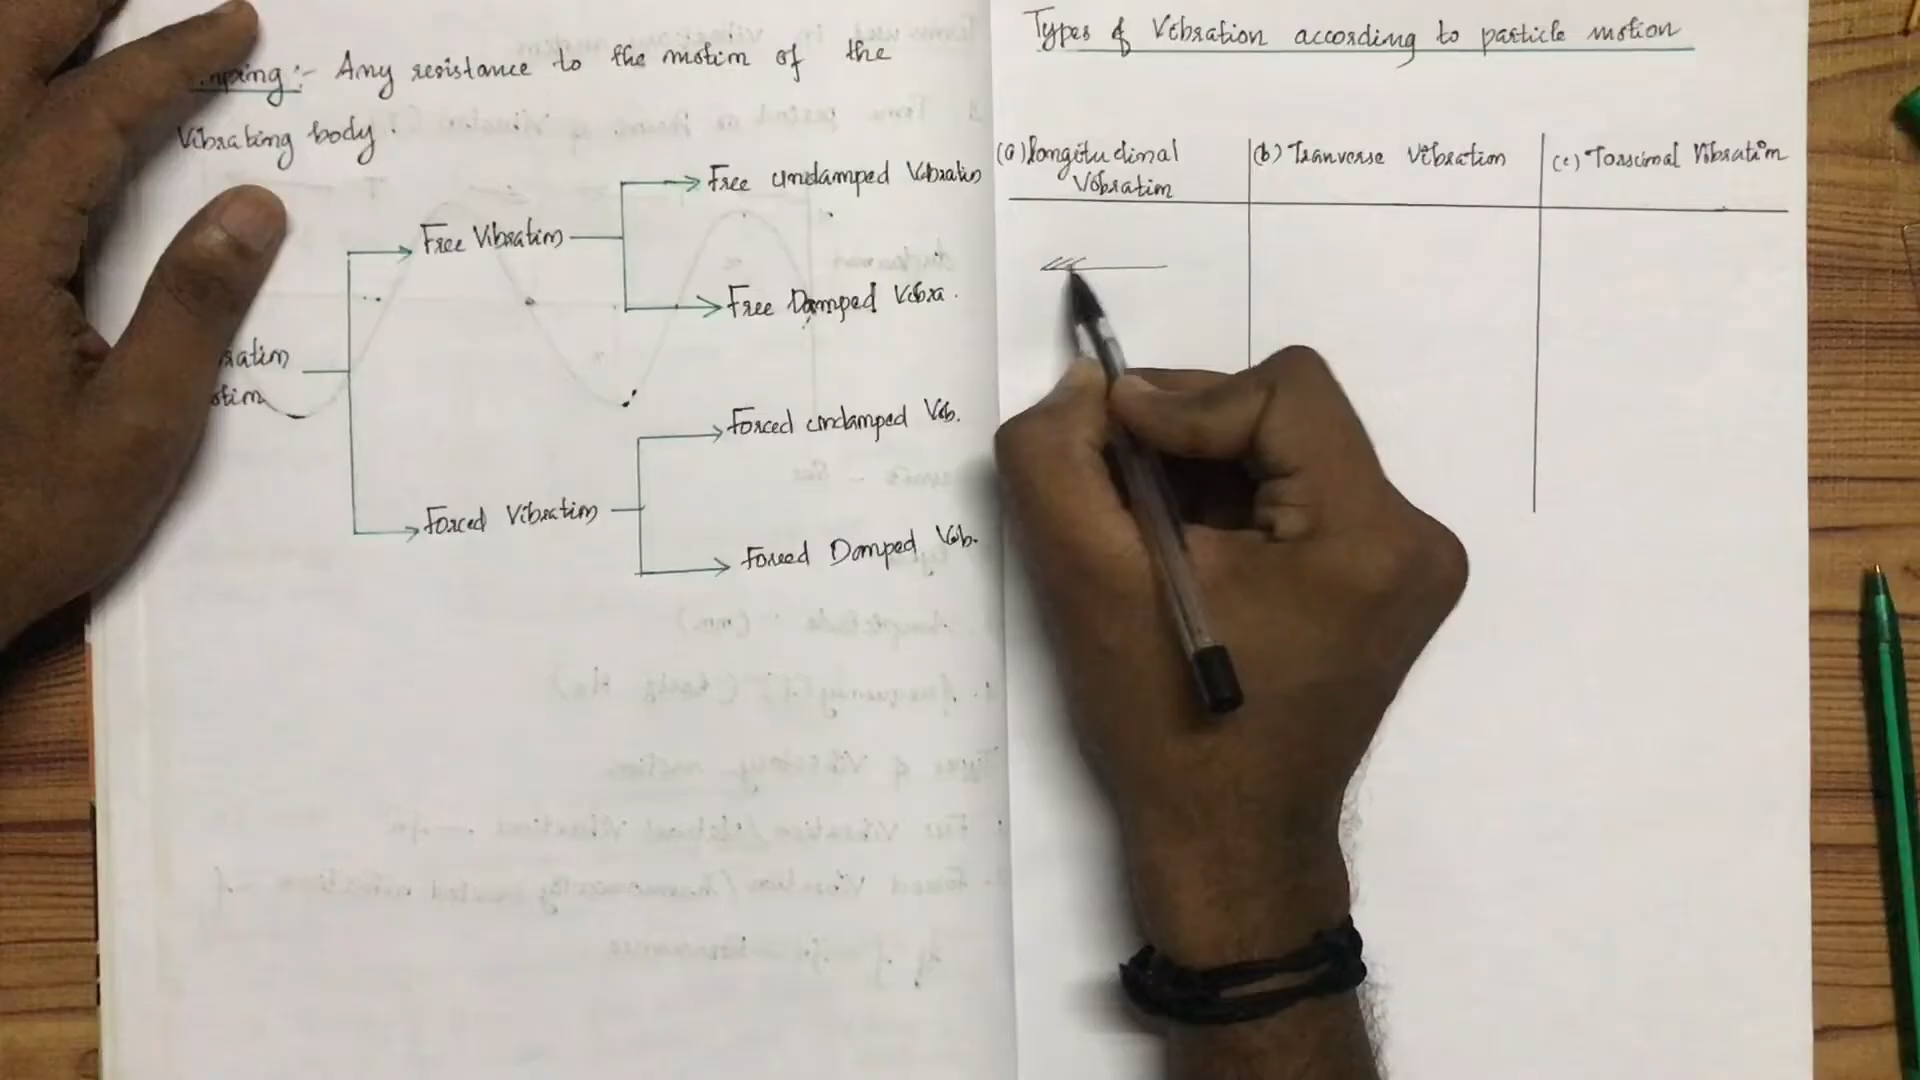 Any resistance to the motion of the
Vibrating body.
Free Vibration
Free undamped Vibration
Free Damped Vibra.
Forced Vibration
Forced undamped Vib.
Forced Damped Vib.
Types of Vibration according to particle motion
(a) Longitudinal
Vibration
(b) Tranverse Vibration
(c) Torsional Vibration